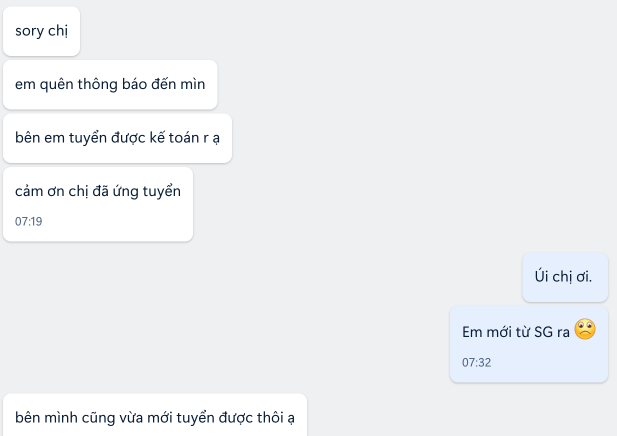 sory chị
em quên thông báo đến mìn
bên em tuyển được kế toán r ạ
cảm ơn chị đã ứng tuyển
07:19
Úi chị ơi.
Em mới từ SG ra 😟
07:32
bên mình cũng vừa mới tuyển được thôi ạ